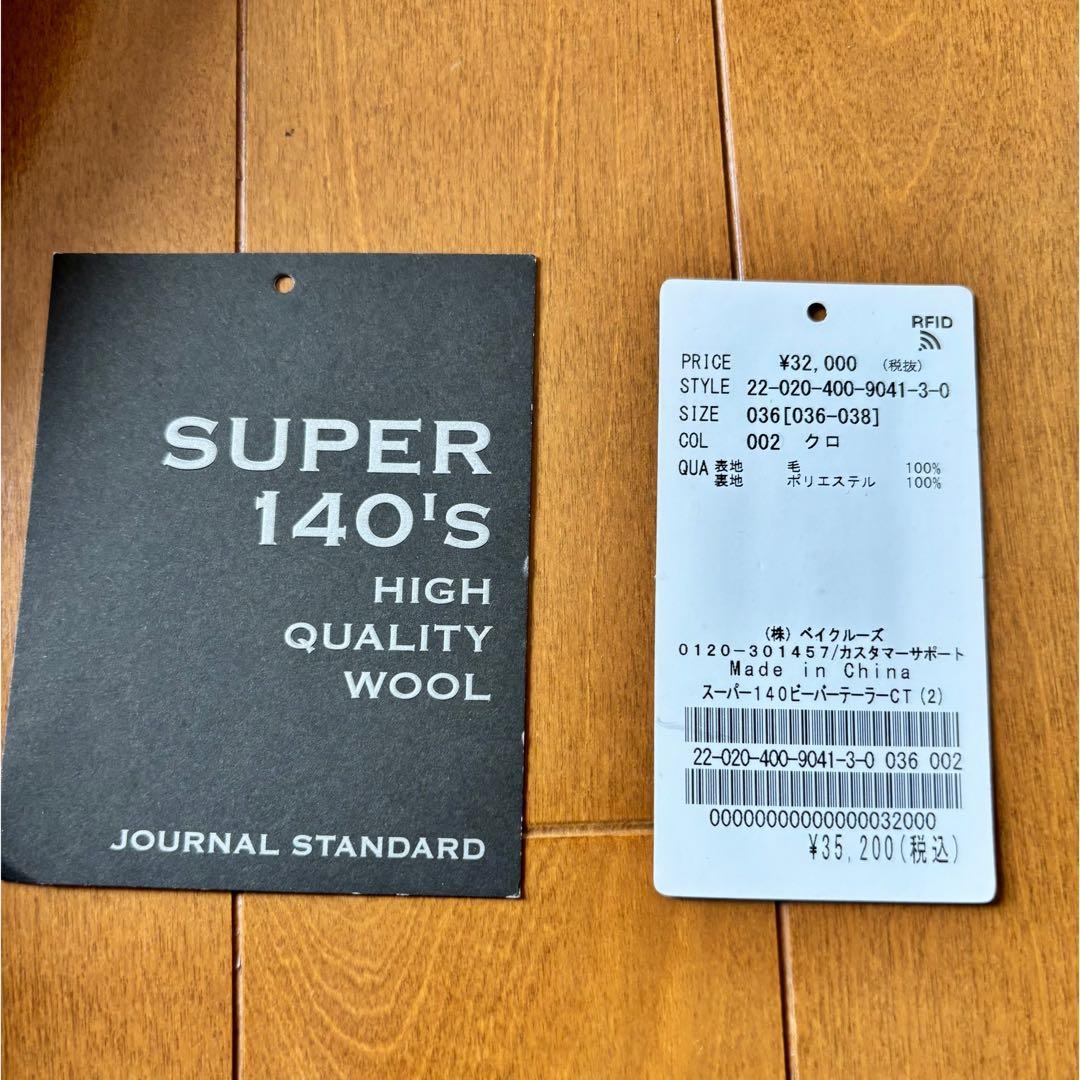 SUPER
140'S
HIGH
QUALITY
WOOL
JOURNAL STANDARD
RFID
PRICE ¥32,000 (税抜)
STYLE 22-020-400-9041-3-0
SIZE 036[036-038]
COL 002 クロ
QUA 表地 毛 100%
裏地 ポリエステル 100%
(株) ベイクルーズ
0120-301457/カスタマーサポート
Made in China
スーパー140ビーバーテーラーCT(2)
22-020-400-9041-3-0 036 002
0000000000000032000
¥35,200(税込)